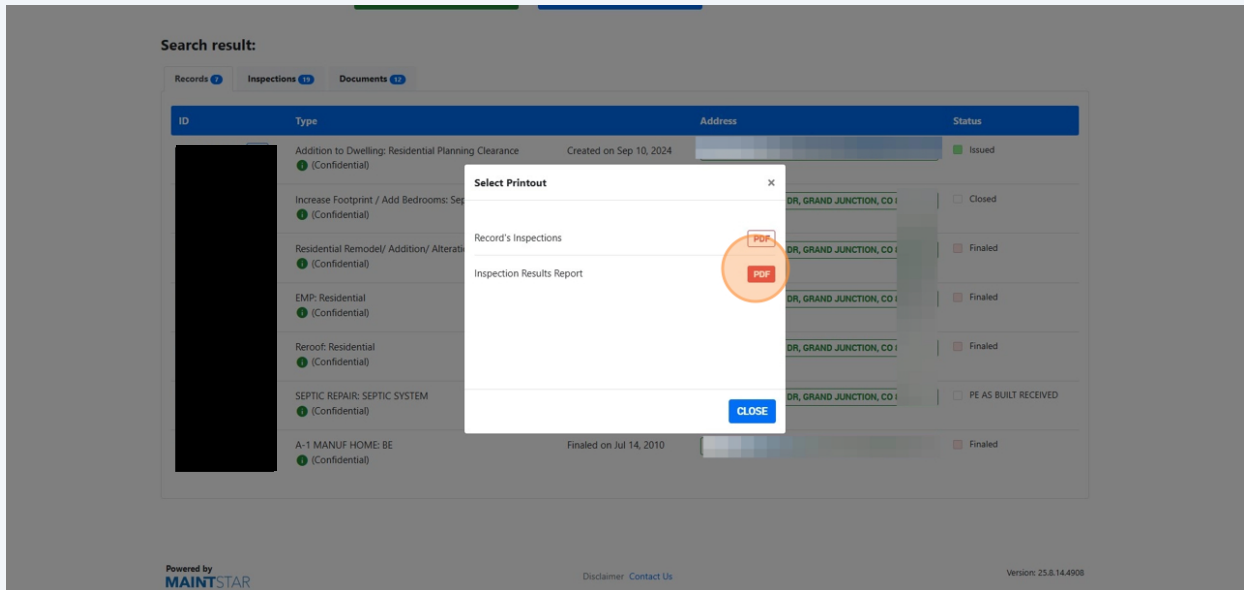 Search result:
Records 7 Inspections 19 Documents 12
ID Type Address Status
Addition to Dwelling: Residential Planning Clearance Created on Sep 10, 2024 Issued
(Confidential)
Select Printout ×
Increase Footprint / Add Bedrooms: Sep DR, GRAND JUNCTION, CO Closed
(Confidential)
Record's Inspections PDF
Residential Remodel/ Addition/ Alterati DR, GRAND JUNCTION, CO Finaled
(Confidential)
Inspection Results Report PDF
EMP: Residential DR, GRAND JUNCTION, CO Finaled
(Confidential)
Reroof: Residential DR, GRAND JUNCTION, CO Finaled
(Confidential)
SEPTIC REPAIR: SEPTIC SYSTEM DR, GRAND JUNCTION, CO PE AS BUILT RECEIVED
(Confidential)
CLOSE
A-1 MANUF HOME: BE Finaled on Jul 14, 2010 Finaled
(Confidential)
Powered by
MAINTSTAR
Disclaimer Contact Us
Version: 25.8.14.4908